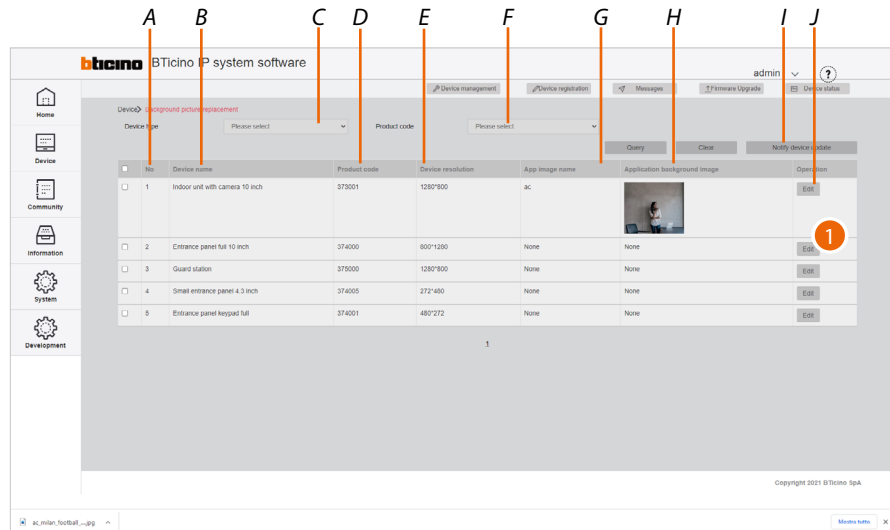 A B C D E F G H I J
bticino BTicino IP system software
admin ?
Device management Device registration Messages Firmware Upgrade Device status
Home
Device> Background picture replacement
Device type Please select Product code Please select
Query Clear Notify device update
Device
No Device name Product code Device resolution App image name Application background image Operation
1 Indoor unit with camera 10 inch 373001 1280*800 ac Edit
Community
1
2 Entrance panel full 10 inch 374000 800*1280 None None Edit
Information
3 Guard station 375000 1280*800 None None Edit
System
4 Small entrance panel 4.3 inch 374005 272*480 None None Edit
5 Entrance panel keypad full 374001 480*272 None None Edit
Development
1
Copyright 2021 BTicino SpA
ac_milan_football_...jpg Mostra tutto X